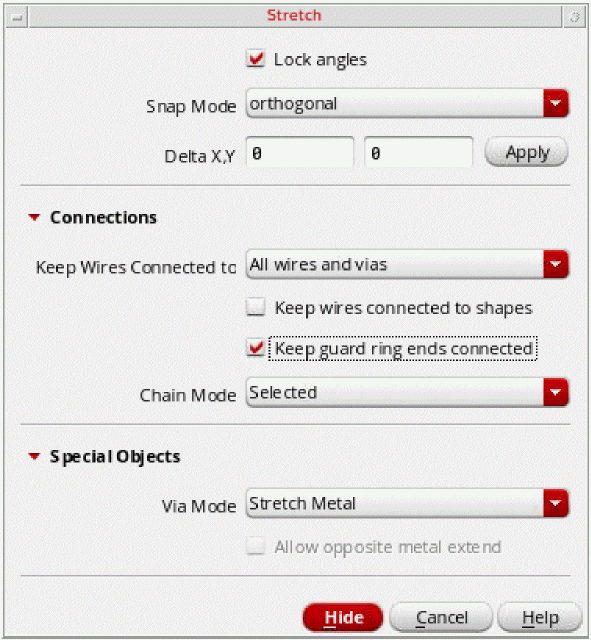 Stretch
Lock angles
Snap Mode orthogonal
Delta X,Y 0 0 Apply
Connections
Keep Wires Connected to All wires and vias
Keep wires connected to shapes
Keep guard ring ends connected
Chain Mode Selected
Special Objects
Via Mode Stretch Metal
Allow opposite metal extend
Hide Cancel Help